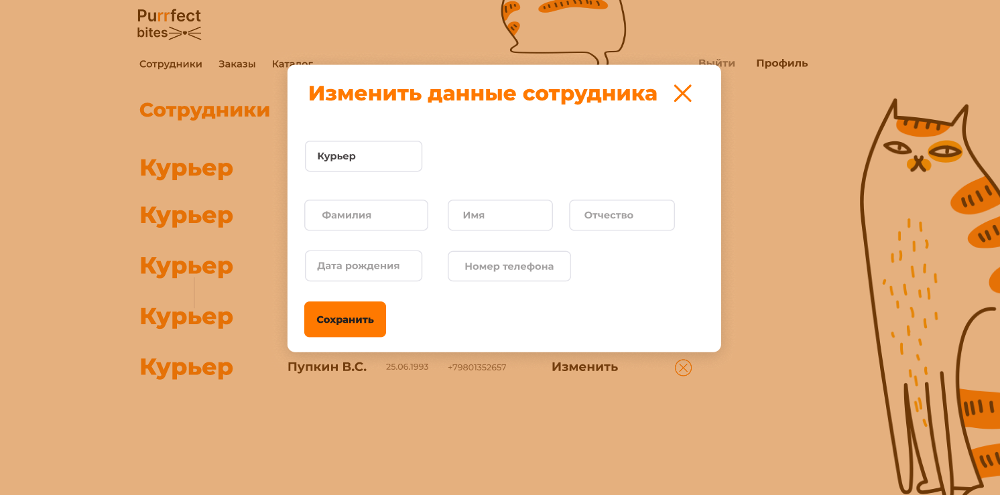 Purrfect
bites
Сотрудники Заказы Каталог
Выйти Профиль
Изменить данные сотрудника
Сотрудники
Курьер
Курьер
Фамилия Имя Отчество
Курьер
Дата рождения Номер телефона
Курьер
Курьер
Сохранить
Курьер
Пупкин В.С. 25.06.1993 +79801352657 Изменить